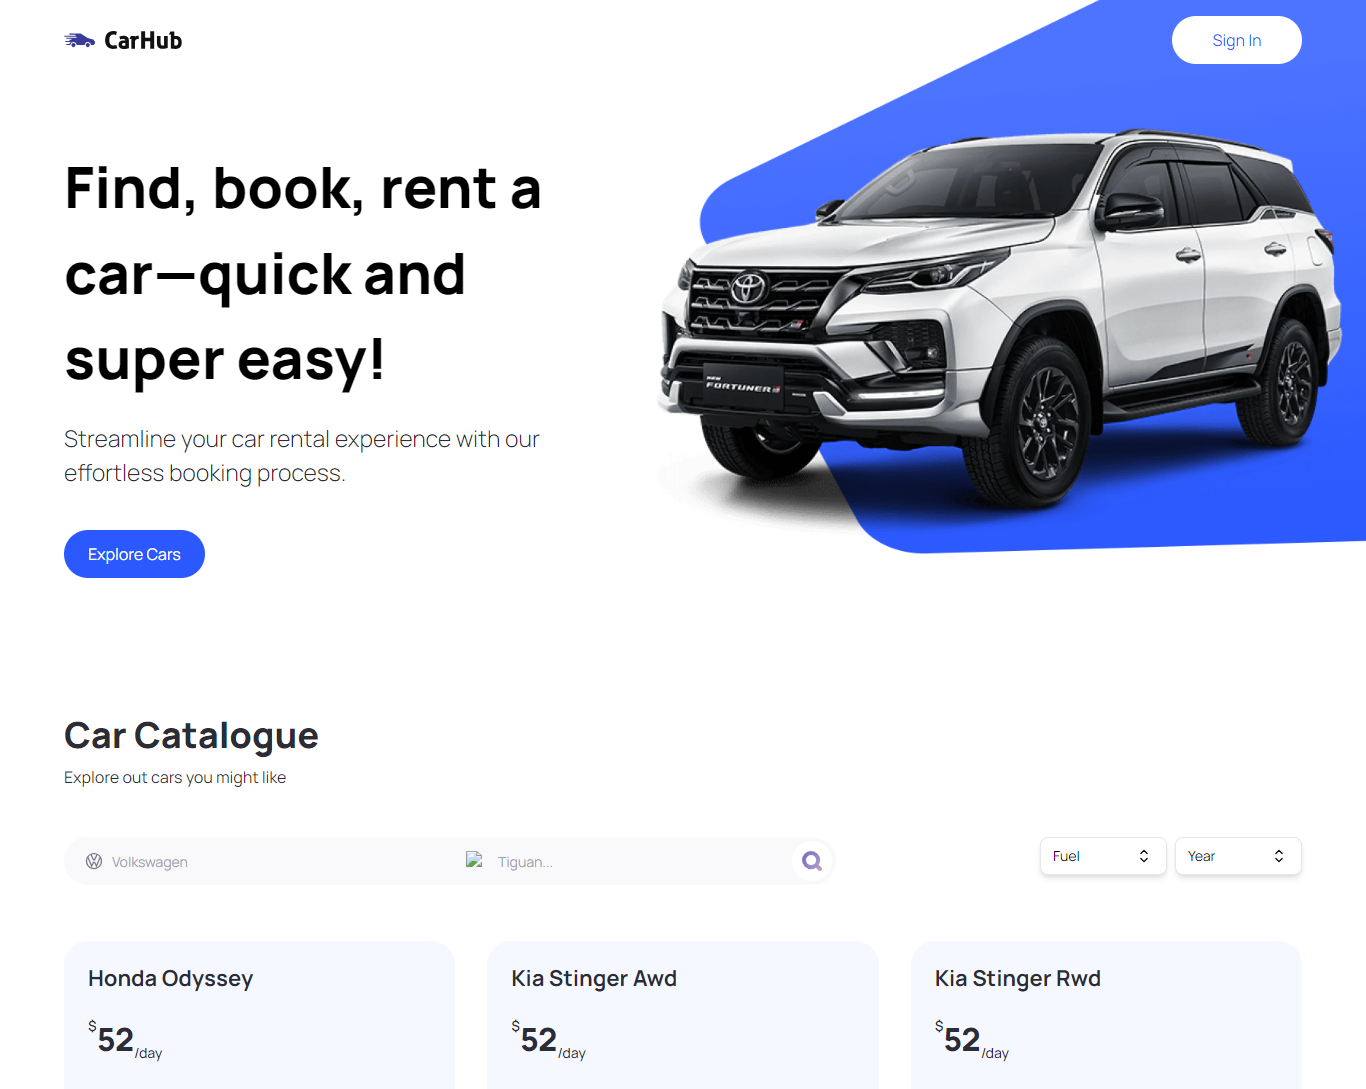 CarHub
Sign In
Find, book, rent a
car—quick and
super easy!
Streamline your car rental experience with our
effortless booking process.
Explore Cars
NEW
FORTUNER
Car Catalogue
Explore out cars you might like
Volkswagen
Tiguan...
Fuel
Year
Honda Odyssey
$52/day
Kia Stinger Awd
$52/day
Kia Stinger Rwd
$52/day